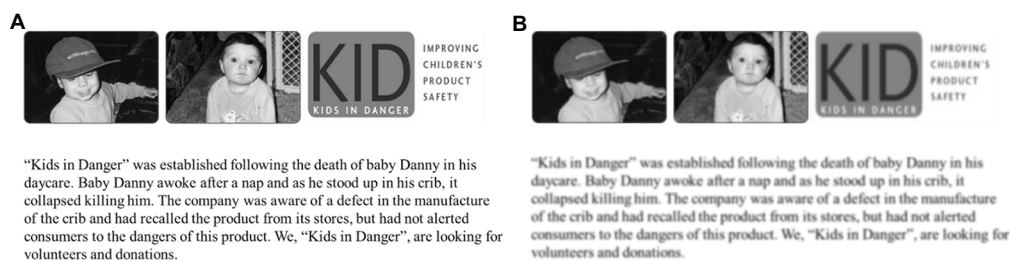 A
KID
KIDS IN DANGER
IMPROVING
CHILDREN'S
PRODUCT
SAFETY
“Kids in Danger” was established following the death of baby Danny in his
daycare. Baby Danny awoke after a nap and as he stood up in his crib, it
collapsed killing him. The company was aware of a defect in the manufacture
of the crib and had recalled the product from its stores, but had not alerted
consumers to the dangers of this product. We, “Kids in Danger”, are looking for
volunteers and donations.
B
KID
KIDS IN DANGER
IMPROVING
CHILDREN'S
PRODUCT
SAFETY
“Kids in Danger” was established following the death of baby Danny in his
daycare. Baby Danny awoke after a nap and as he stood up in his crib, it
collapsed killing him. The company was aware of a defect in the manufacture
of the crib and had recalled the product from its stores, but had not alerted
consumers to the dangers of this product. We, “Kids in Danger”, are looking for
volunteers and donations.